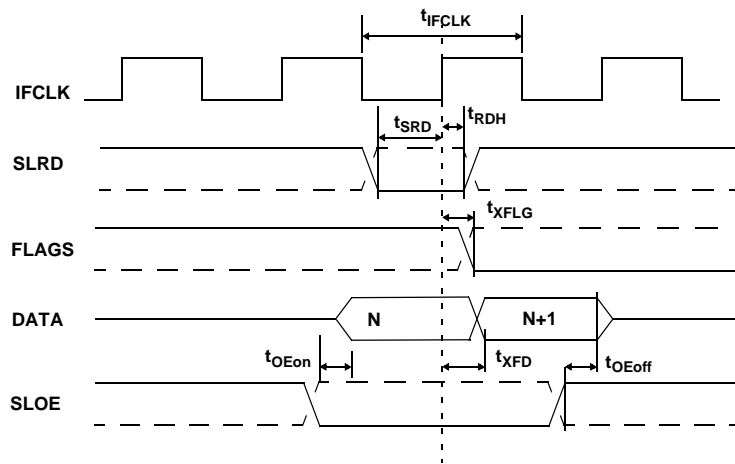 tIFCLK
IFCLK
tSRD
tRDH
SLRD
tXFLG
FLAGS
DATA
N
N+1
tOEon
tXFD
tOEoff
SLOE